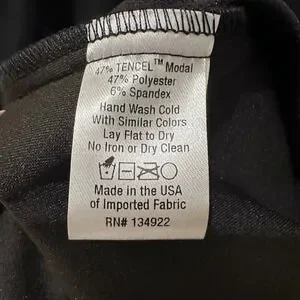 47% TENCEL™ Modal
47% Polyester
6% Spandex
Hand Wash Cold
With Similar Colors
Lay Flat to Dry
No Iron or Dry Clean
Made in the USA
of Imported Fabric
RN# 134922